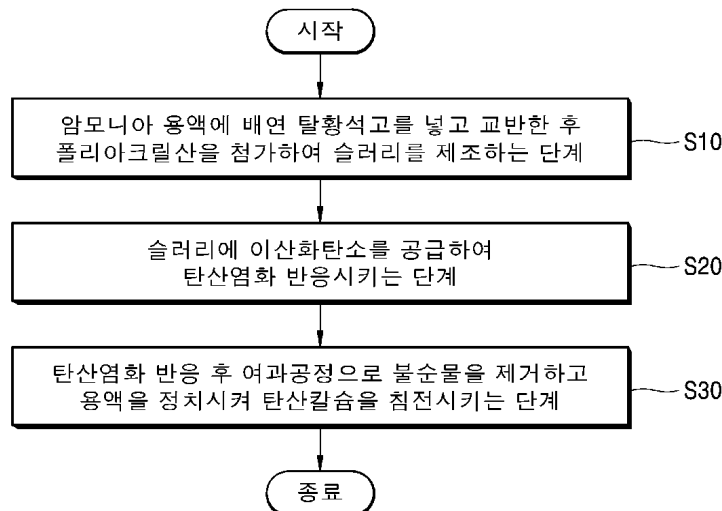 시작
암모니아 용액에 배연 탈황석고를 넣고 교반한 후
폴리아크릴산을 첨가하여 슬러리를 제조하는 단계
S10
슬러리에 이산화탄소를 공급하여
탄산염화 반응시키는 단계
S20
탄산염화 반응 후 여과공정으로 불순물을 제거하고
용액을 정치시켜 탄산칼슘을 침전시키는 단계
S30
종료